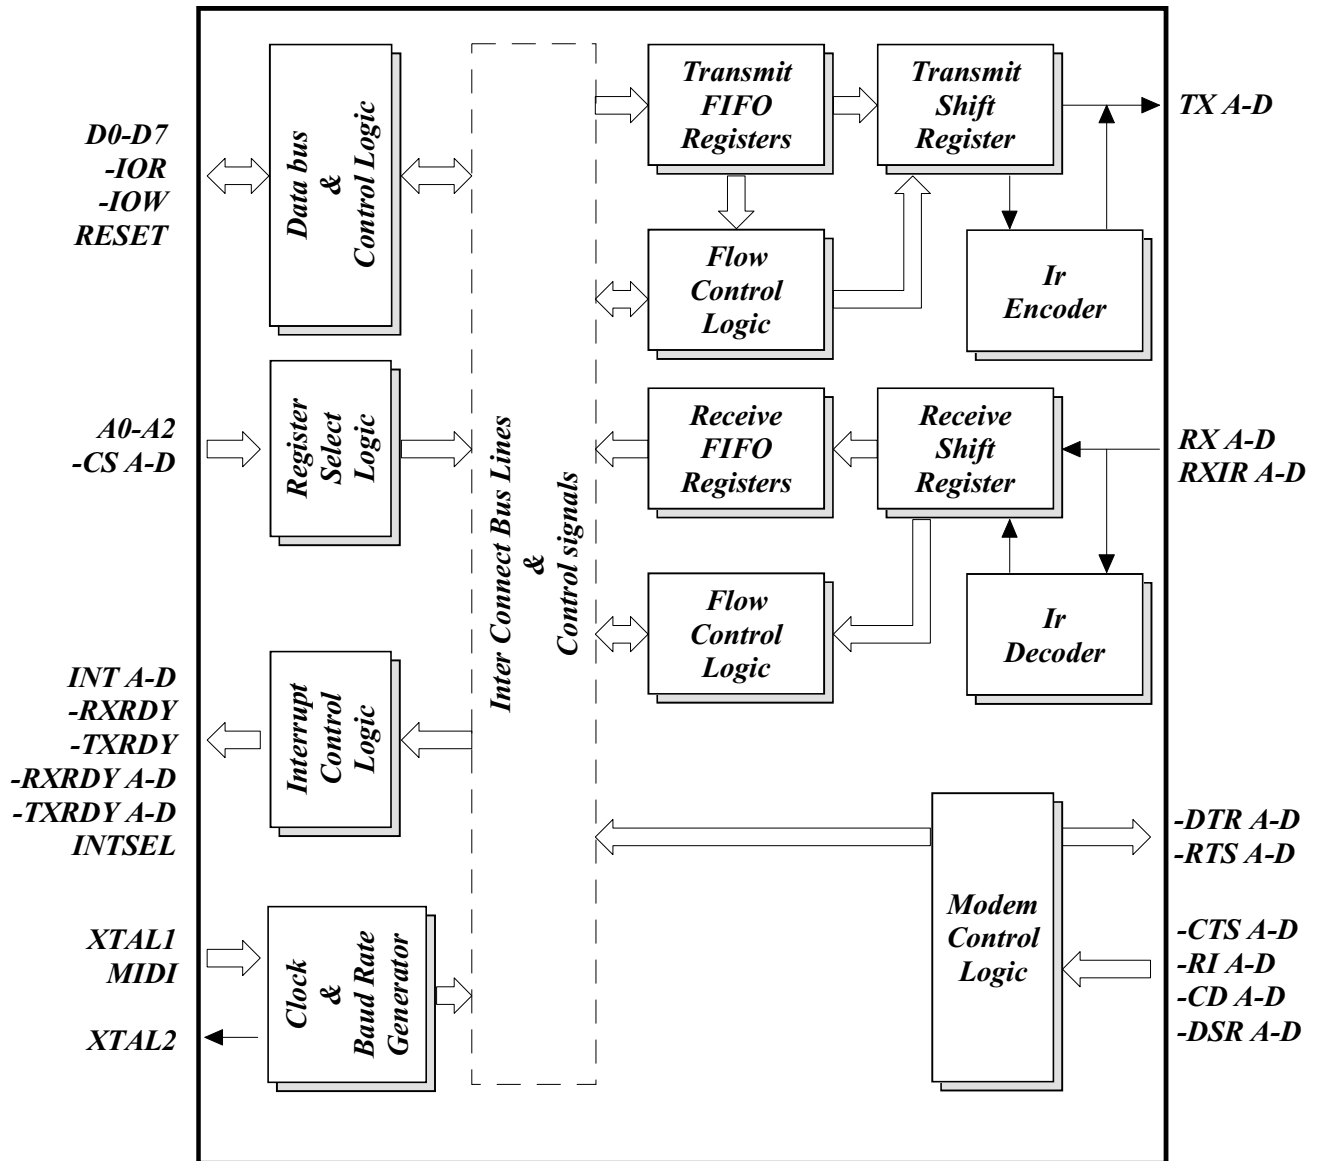 D0-D7
-IOR
-IOW
RESET
Data bus
&
Control Logic
A0-A2
-CS A-D
Register
Select
Logic
INT A-D
-RXRDY
-TXRDY
-RXRDY A-D
-TXRDY A-D
INTSEL
Interrupt
Control
Logic
XTAL1
MIDI
XTAL2
Clock
&
Baud Rate
Generator
Inter Connect Bus Lines
&
Control signals
Transmit
FIFO
Registers
Transmit
Shift
Register
TX A-D
Flow
Control
Logic
Ir
Encoder
Receive
FIFO
Registers
Receive
Shift
Register
RX A-D
RXIR A-D
Flow
Control
Logic
Ir
Decoder
Modem
Control
Logic
-DTR A-D
-RTS A-D
-CTS A-D
-RI A-D
-CD A-D
-DSR A-D